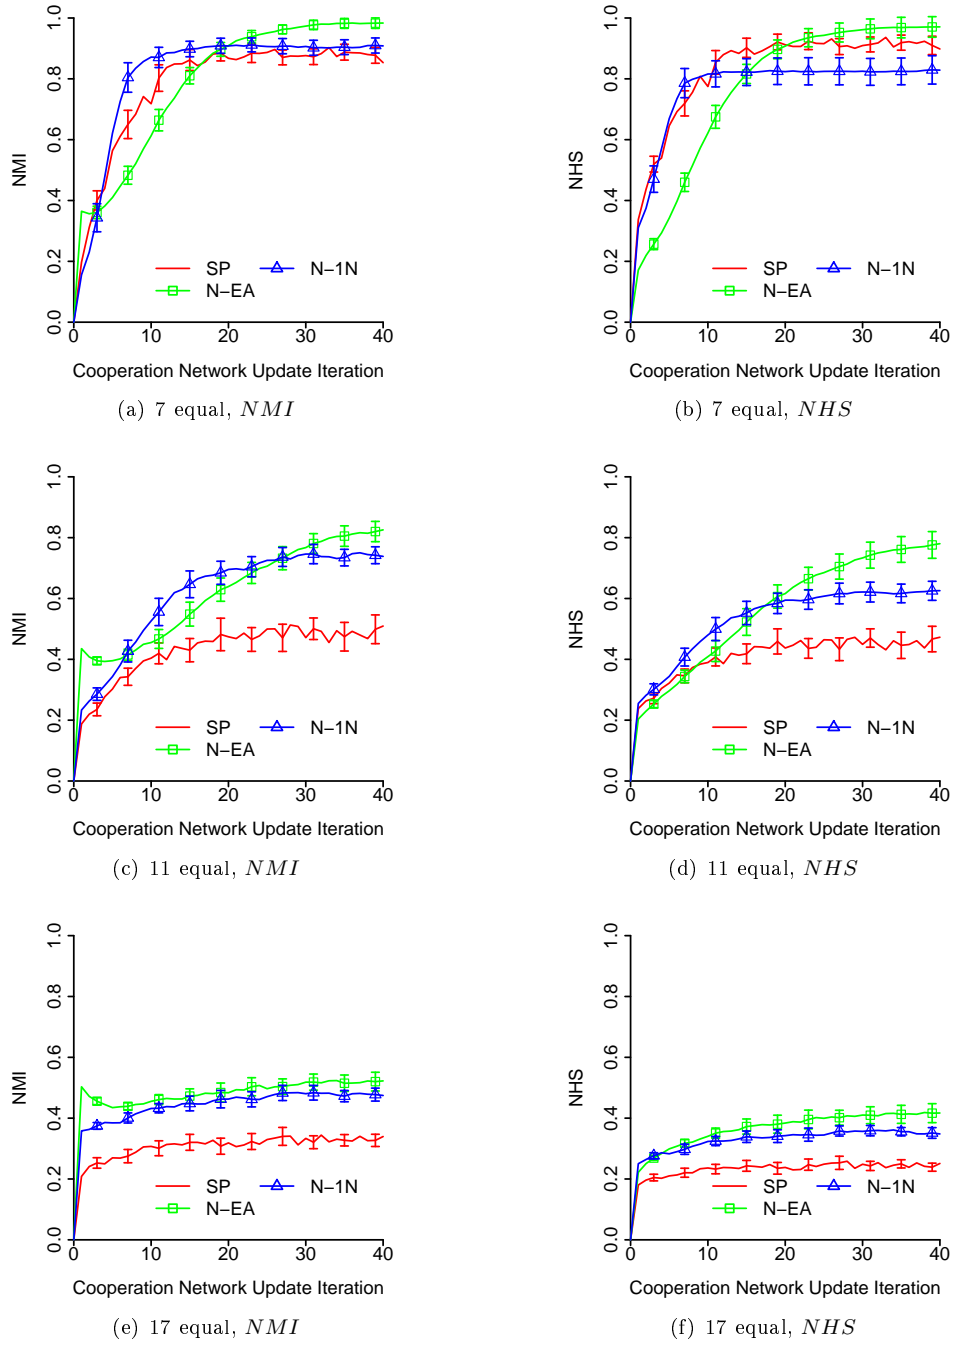 NMI
0.0 0.2 0.4 0.6 0.8 1.0
SP N−1N
N−EA
0 10 20 30 40
Cooperation Network Update Iteration
(a) 7 equal, NMI
NHS
0.0 0.2 0.4 0.6 0.8 1.0
SP N−1N
N−EA
0 10 20 30 40
Cooperation Network Update Iteration
(b) 7 equal, NHS
NMI
0.0 0.2 0.4 0.6 0.8 1.0
SP N−1N
N−EA
0 10 20 30 40
Cooperation Network Update Iteration
(c) 11 equal, NMI
NHS
0.0 0.2 0.4 0.6 0.8 1.0
SP N−1N
N−EA
0 10 20 30 40
Cooperation Network Update Iteration
(d) 11 equal, NHS
NMI
0.0 0.2 0.4 0.6 0.8 1.0
SP N−1N
N−EA
0 10 20 30 40
Cooperation Network Update Iteration
(e) 17 equal, NMI
NHS
0.0 0.2 0.4 0.6 0.8 1.0
SP N−1N
N−EA
0 10 20 30 40
Cooperation Network Update Iteration
(f) 17 equal, NHS